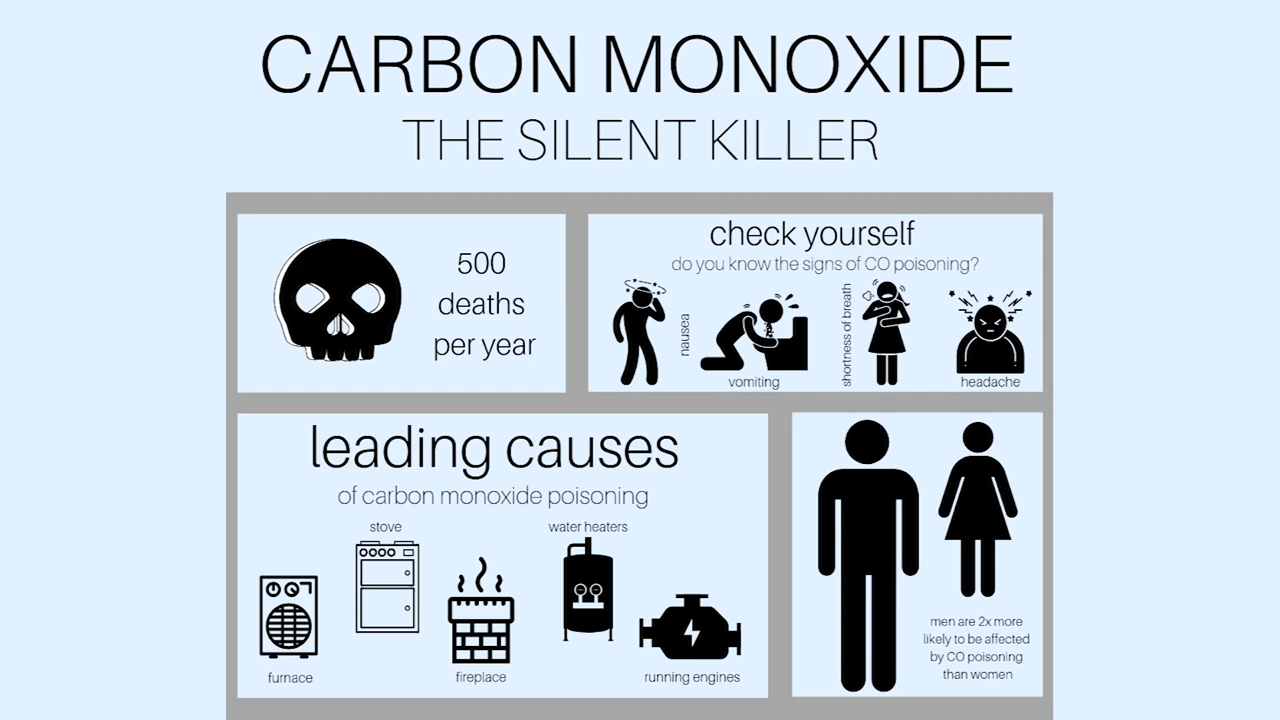 CARBON MONOXIDE
THE SILENT KILLER
500
deaths
per year
check yourself
do you know the signs of CO poisoning?
nausea
vomiting
shortness of breath
headache
leading causes
of carbon monoxide poisoning
stove
water heaters
furnace
fireplace
running engines
men are 2x more
likely to be affected
by CO poisoning
than women